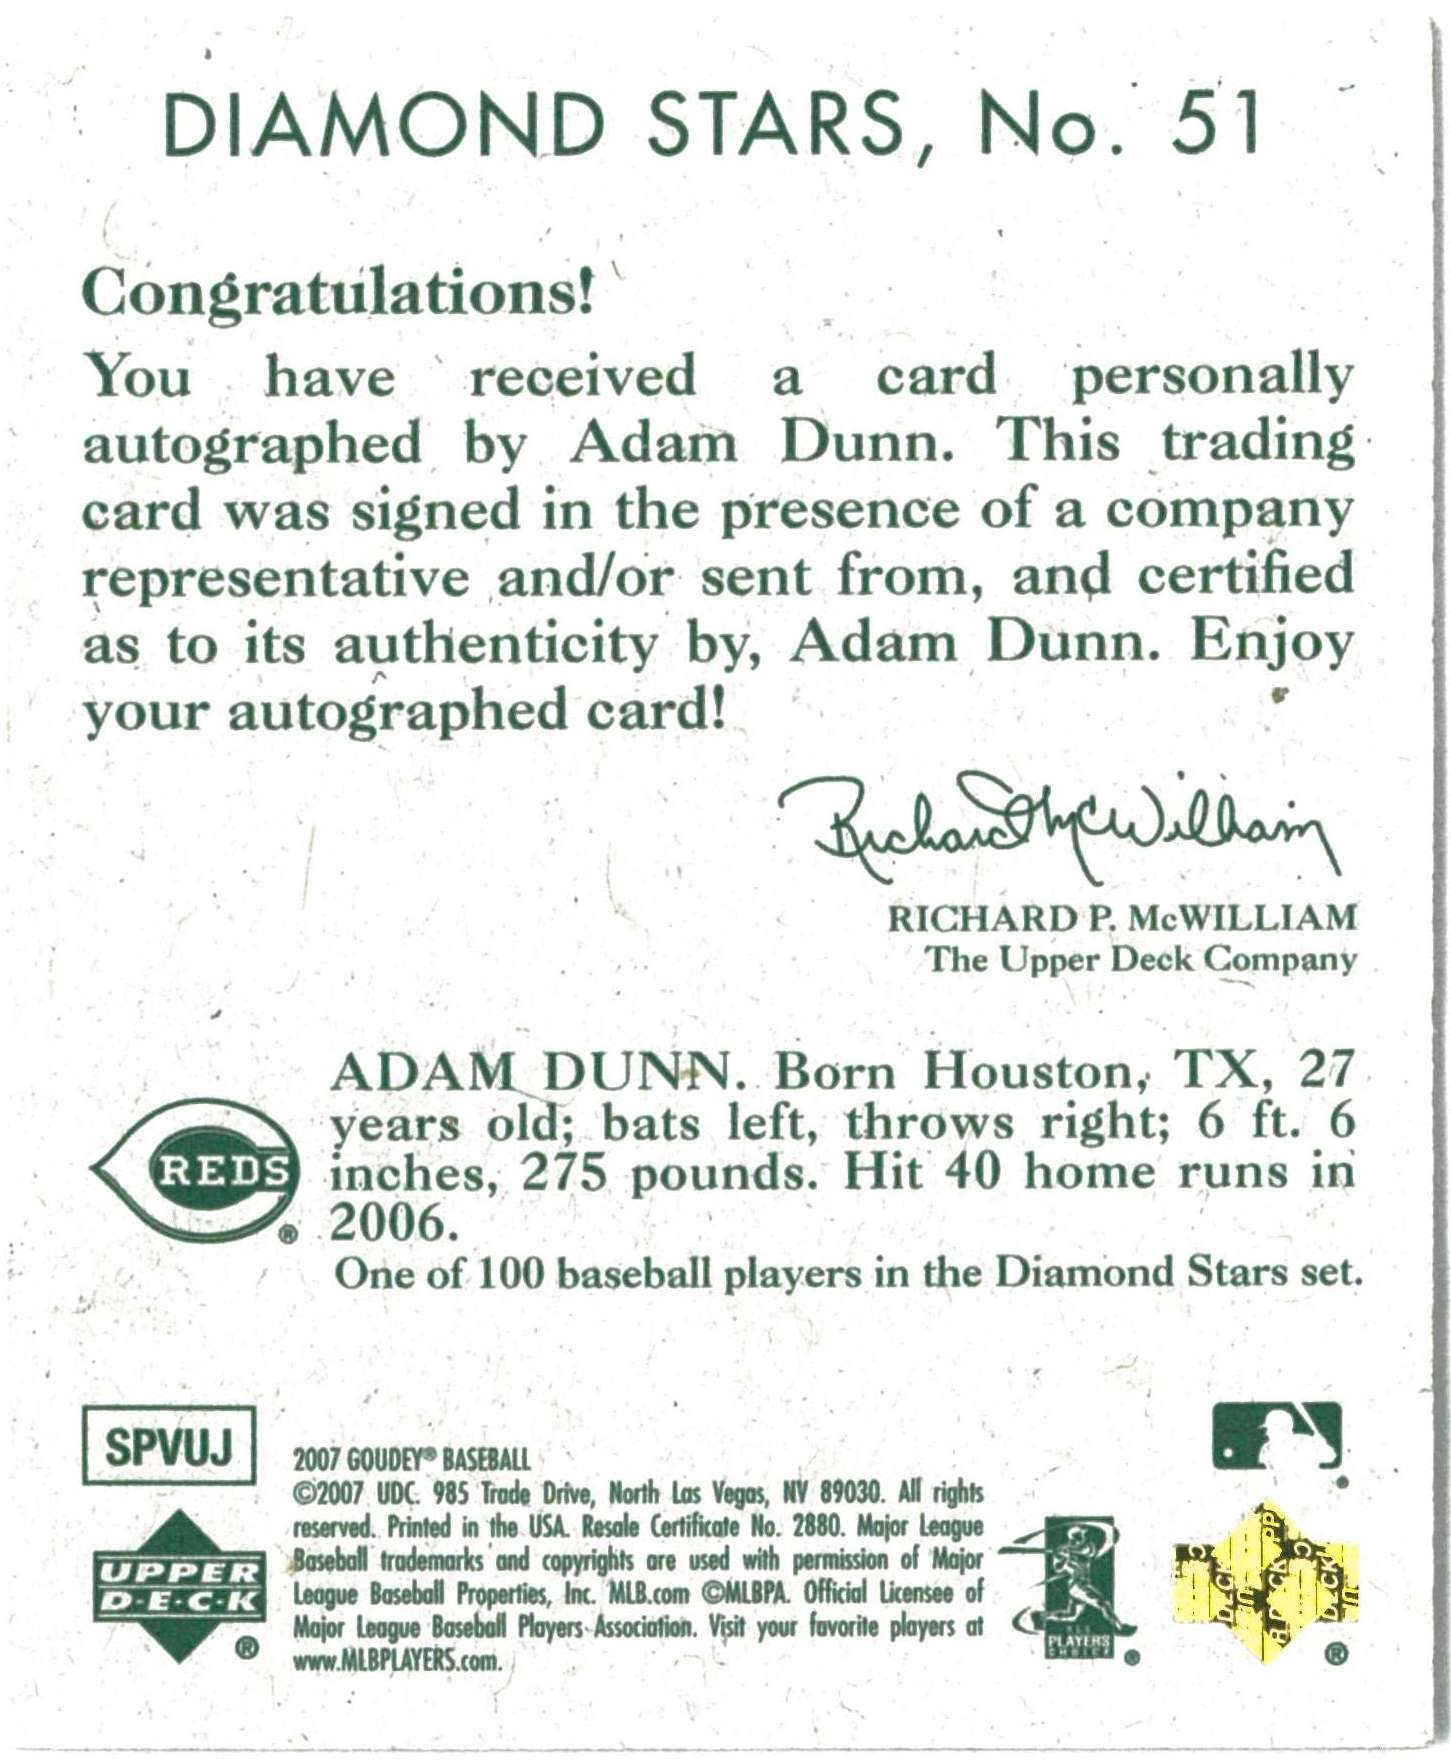 DIAMOND STARS, No. 51
Congratulations!
You have received a card personally
autographed by Adam Dunn. This trading
card was signed in the presence of a company
representative and/or sent from, and certified
as to its authenticity by, Adam Dunn. Enjoy
your autographed card!
Richard McWilliam
RICHARD P. McWILLIAM
The Upper Deck Company
ADAM DUNN. Born Houston, TX, 27
years old; bats left, throws right; 6 ft. 6
inches, 275 pounds. Hit 40 home runs in
2006.
One of 100 baseball players in the Diamond Stars set.
REDS
®
SPVUJ
2007 GOUDEY® BASEBALL
©2007 UDC. 985 Trade Drive, North Las Vegas, NV 89030. All rights
reserved. Printed in the USA. Resale Certificate No. 2880. Major League
Baseball trademarks and copyrights are used with permission of Major
League Baseball Properties, Inc. MLB.com ©MLBPA. Official Licensee of
Major League Baseball Players Association. Visit your favorite players at
www.MLBPLAYERS.com.
UPPER
D·E·C·K
®
PLAYERS
CHOICE
®
®